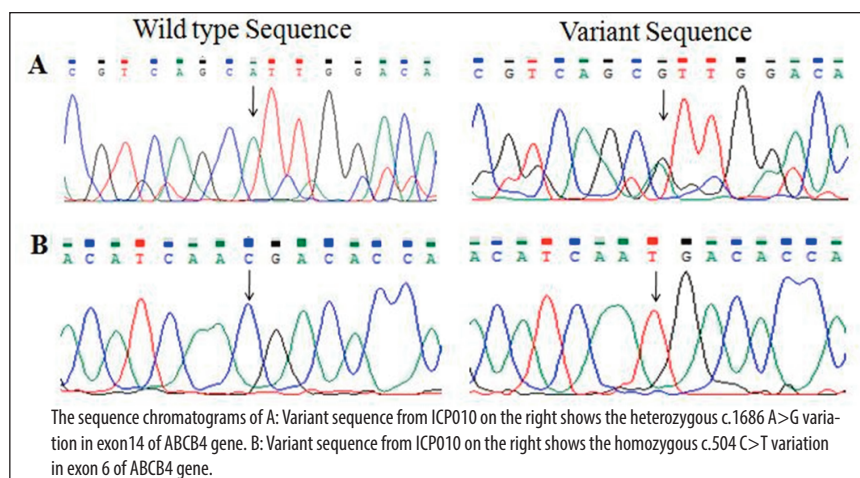 Wild type Sequence
Variant Sequence
A
C G T C A G C A T T G G A C A
C G T C A G C G T T G G A C A
B
A C A T C A A C G A C A C C A
A C A T C A A T G A C A C C A
The sequence chromatograms of A: Variant sequence from ICP010 on the right shows the heterozygous c.1686 A>G varia-
tion in exon14 of ABCB4 gene. B: Variant sequence from ICP010 on the right shows the homozygous c.504 C>T variation
in exon 6 of ABCB4 gene.